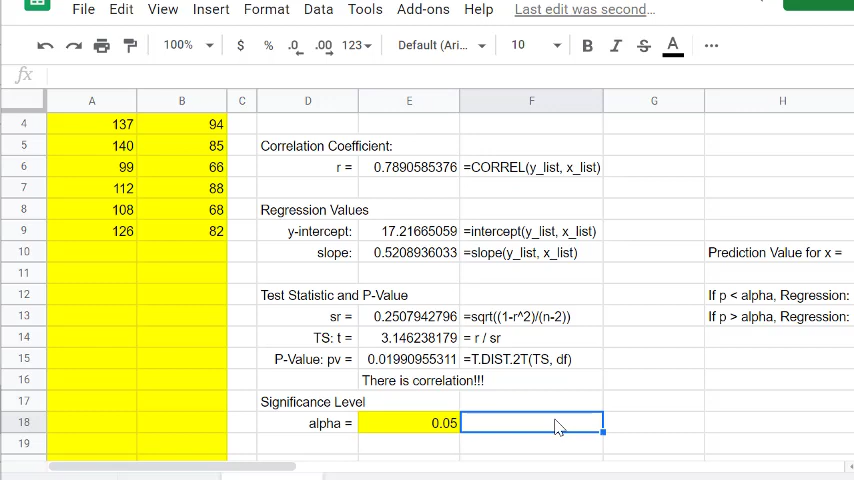 File Edit View Insert Format Data Tools Add-ons Help Last edit was second...
100% $ % .0 .00 123 Default (Ari... 10 B I S A ...
fx
A B C D E F G H
4 137 94
5 140 85 Correlation Coefficient:
6 99 66 r = 0.7890585376 =CORREL(y_list, x_list)
7 112 88
8 108 68 Regression Values
9 126 82 y-intercept: 17.21665059 =intercept(y_list, x_list)
10 slope: 0.5208936033 =slope(y_list, x_list) Prediction Value for x =
11
12 Test Statistic and P-Value If p < alpha, Regression:
13 sr = 0.2507942796 =sqrt((1-r^2)/(n-2)) If p > alpha, Regression:
14 TS: t = 3.146238179 = r / sr
15 P-Value: pv = 0.01990955311 =T.DIST.2T(TS, df)
16 There is correlation!!!
17 Significance Level
18 alpha = 0.05
19